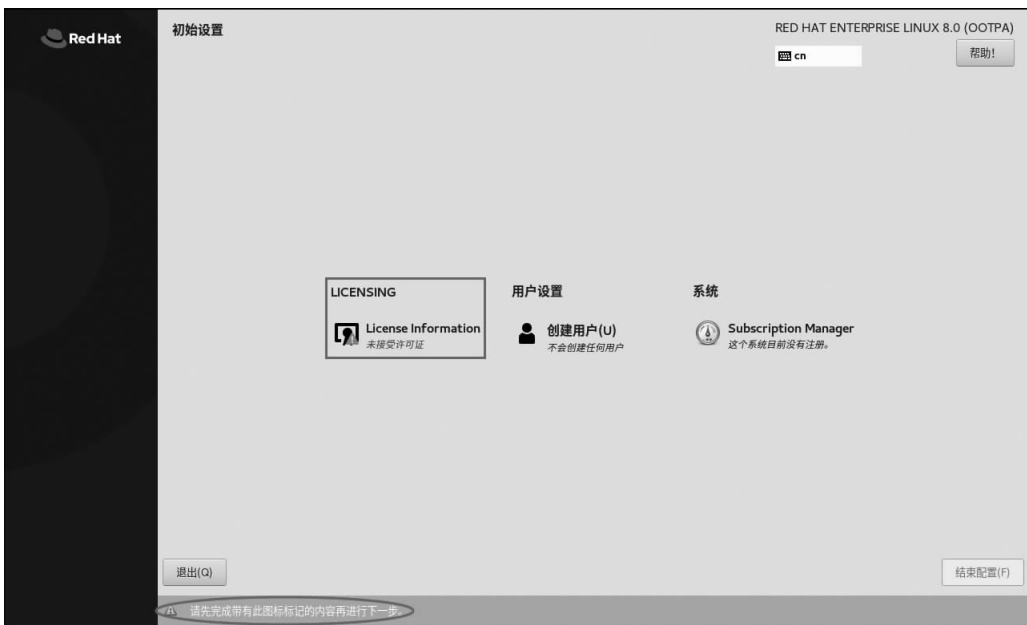 Red Hat
初始设置
RED HAT ENTERPRISE LINUX 8.0 (OOTPA)
cn
帮助!
LICENSING
License Information
未接受许可证
用户设置
创建用户(U)
不会创建任何用户
系统
Subscription Manager
这个系统目前没有注册。
退出(Q)
结束配置(F)
请先完成带有此图标标记的内容再进行下一步。